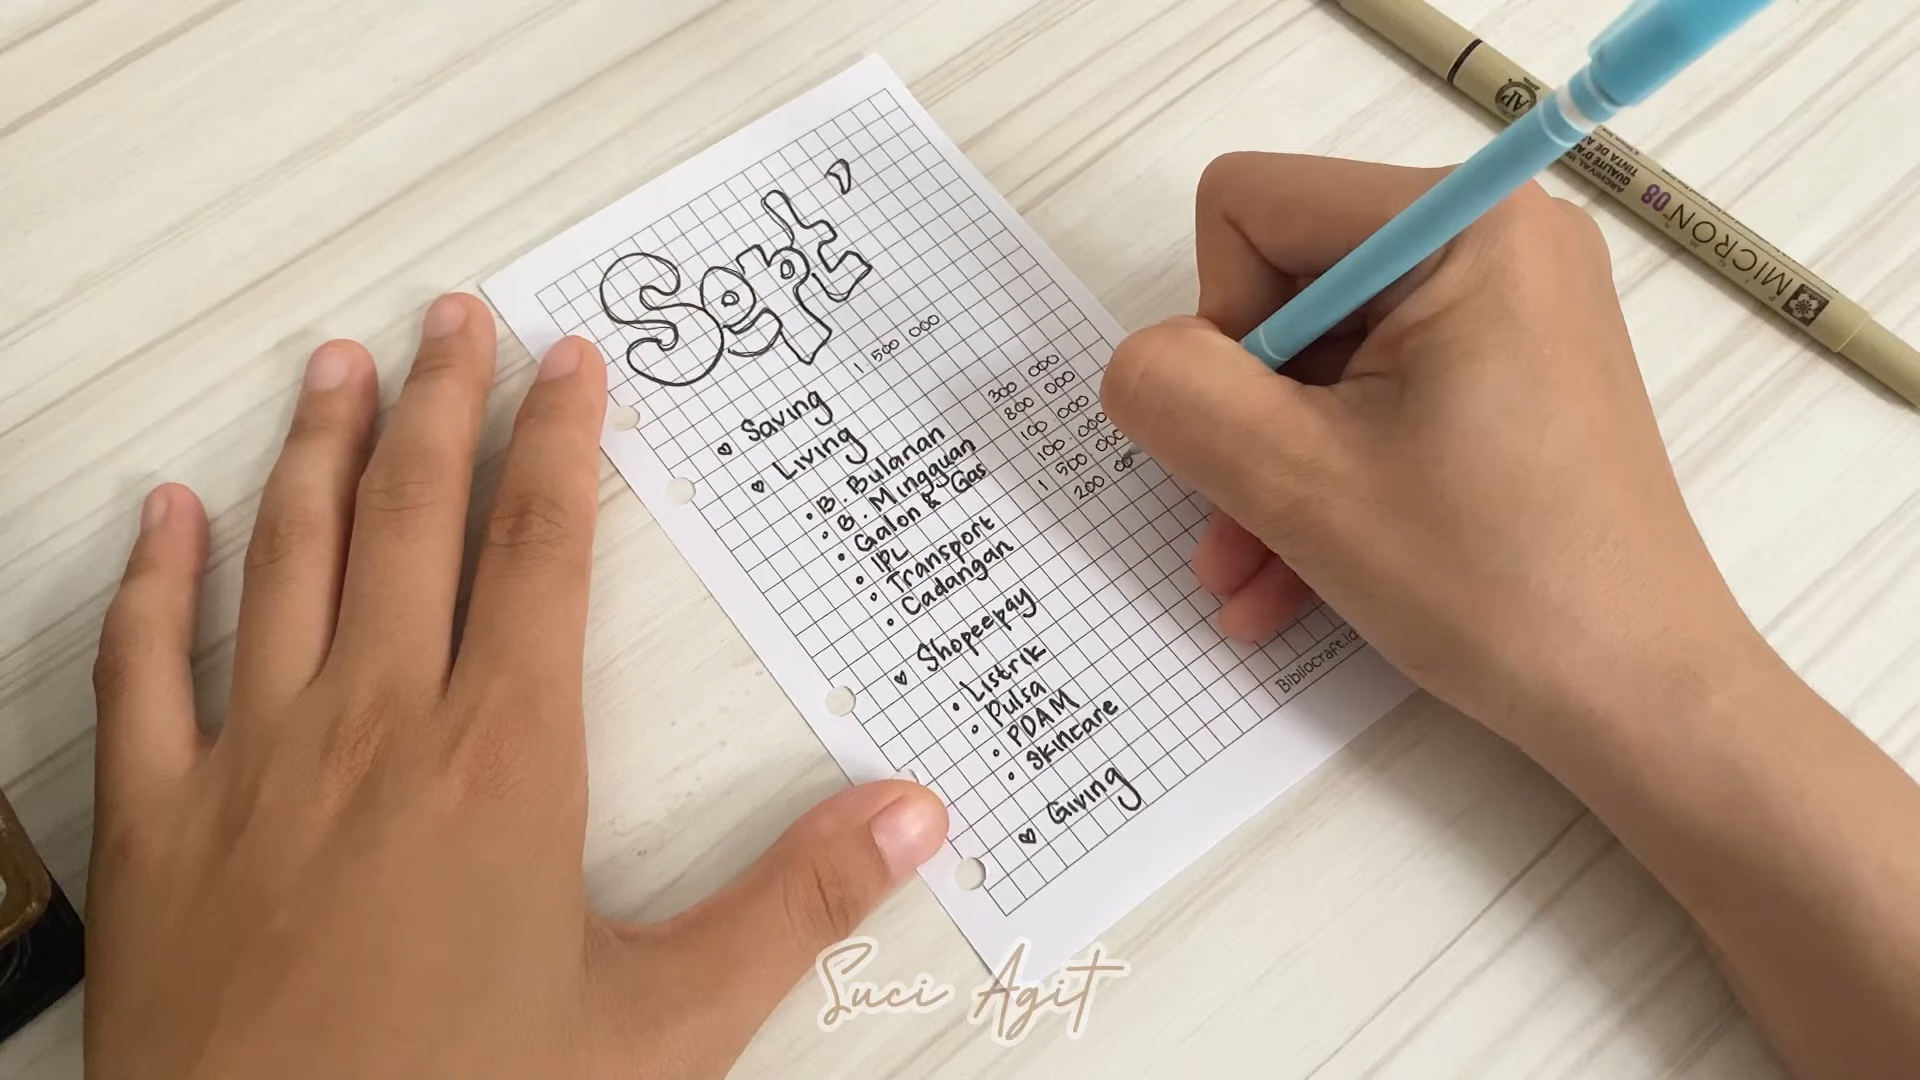 Sept'
♥ Saving 1 500 000
♥ Living
• B. Bulanan 300 000
• B. Mingguan 800 000
• Galon & Gas 100 000
• IPL 100.000
• Transport 1 500 000
• Cadangan 200 00
♥ Shopeepay
• Listrik
• Pulsa
• PDAM
• Skincare
♥ Giving
Bibliocraft.id
MICRON 08
Suci Agit